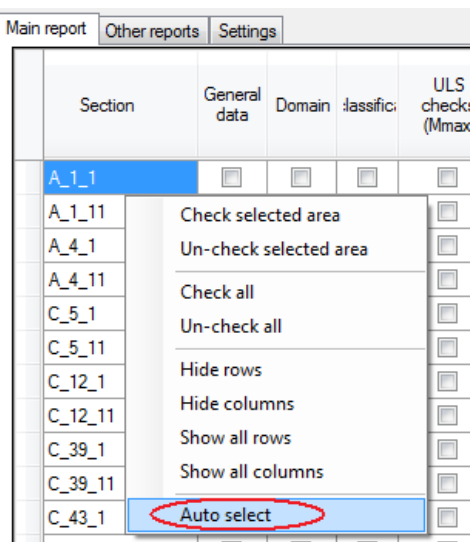 Main report Other reports Settings
Section General data Domain :lassific: ULS checks (Mmax
A_1_1
A_1_11
A_4_1
A_4_11
C_5_1
C_5_11
C_12_1
C_12_11
C_39_1
C_39_11
C_43_1
Check selected area
Un-check selected area
Check all
Un-check all
Hide rows
Hide columns
Show all rows
Show all columns
Auto select